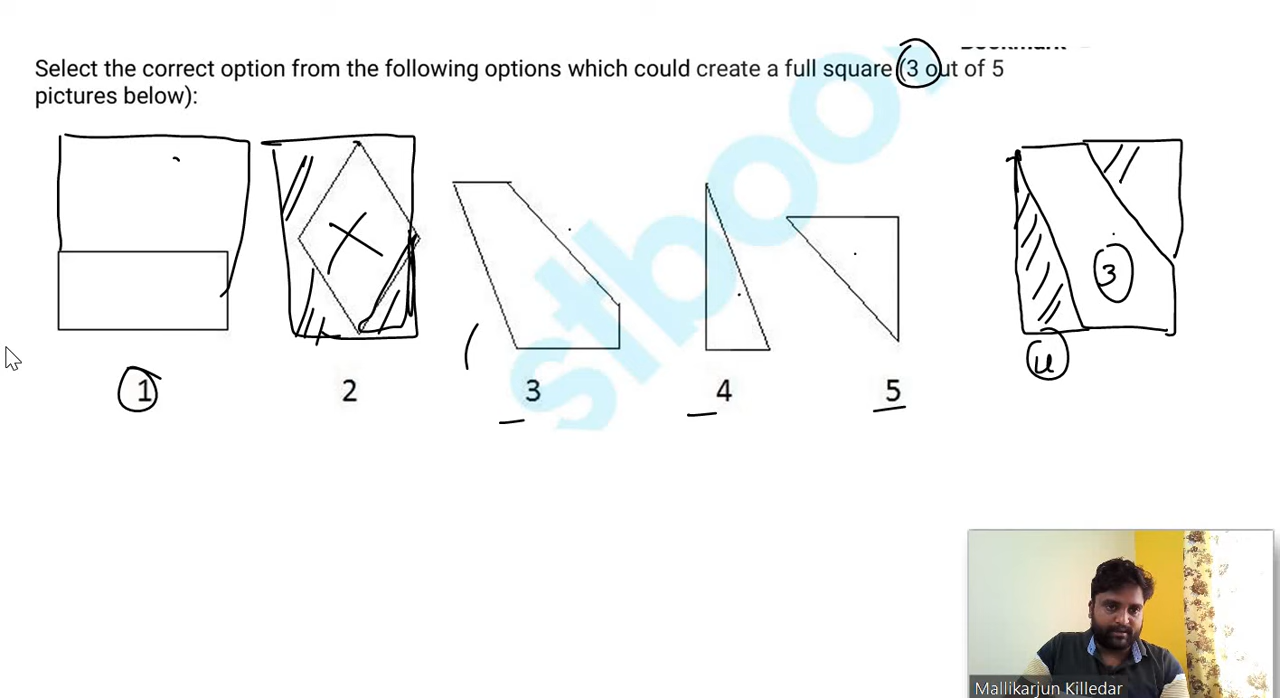 Select the correct option from the following options which could create a full square (3 out of 5
pictures below):
3
4
1
2
3
4
5
Mallikarjun Killedar